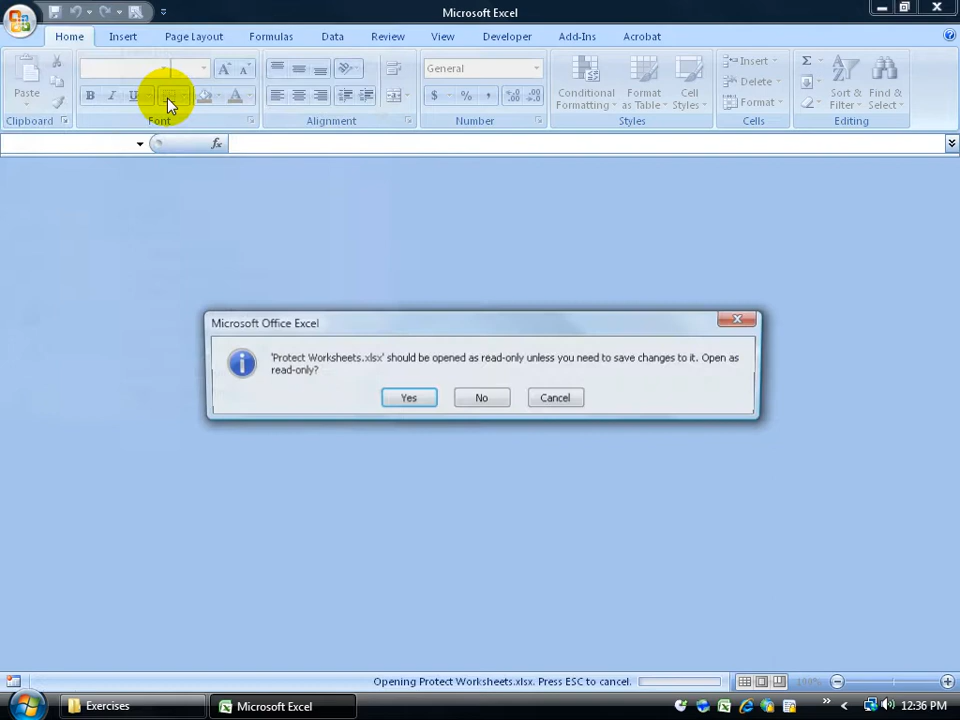 Microsoft Excel
Home Insert Page Layout Formulas Data Review View Developer Add-Ins Acrobat
Paste
B I U
A A
A
General
$ % ,
Conditional Formatting
Format as Table
Cell Styles
Insert
Delete
Format
Σ
Sort & Filter
Find & Select
Clipboard Font Alignment Number Styles Cells Editing
fx
Microsoft Office Excel
'Protect Worksheets.xlsx' should be opened as read-only unless you need to save changes to it. Open as
read-only?
Yes No Cancel
Opening Protect Worksheets.xlsx. Press ESC to cancel.
100%
Exercises Microsoft Excel 12:36 PM